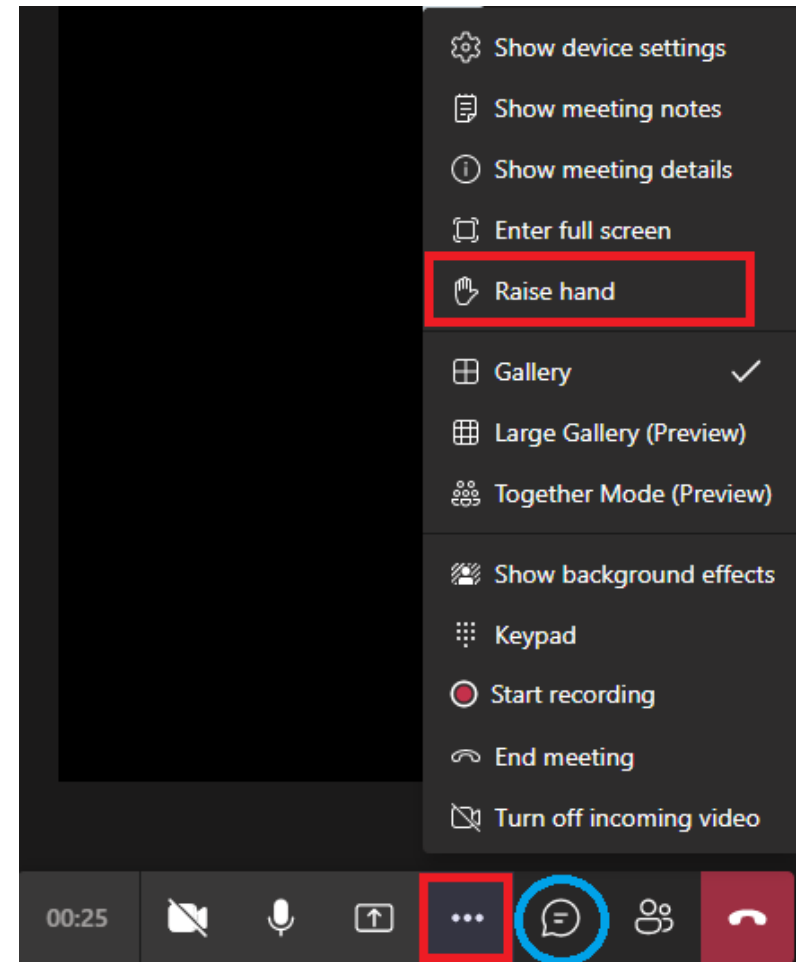 Show device settings
Show meeting notes
Show meeting details
Enter full screen
Raise hand
Gallery
Large Gallery (Preview)
Together Mode (Preview)
Show background effects
Keypad
Start recording
End meeting
Turn off incoming video
00:25